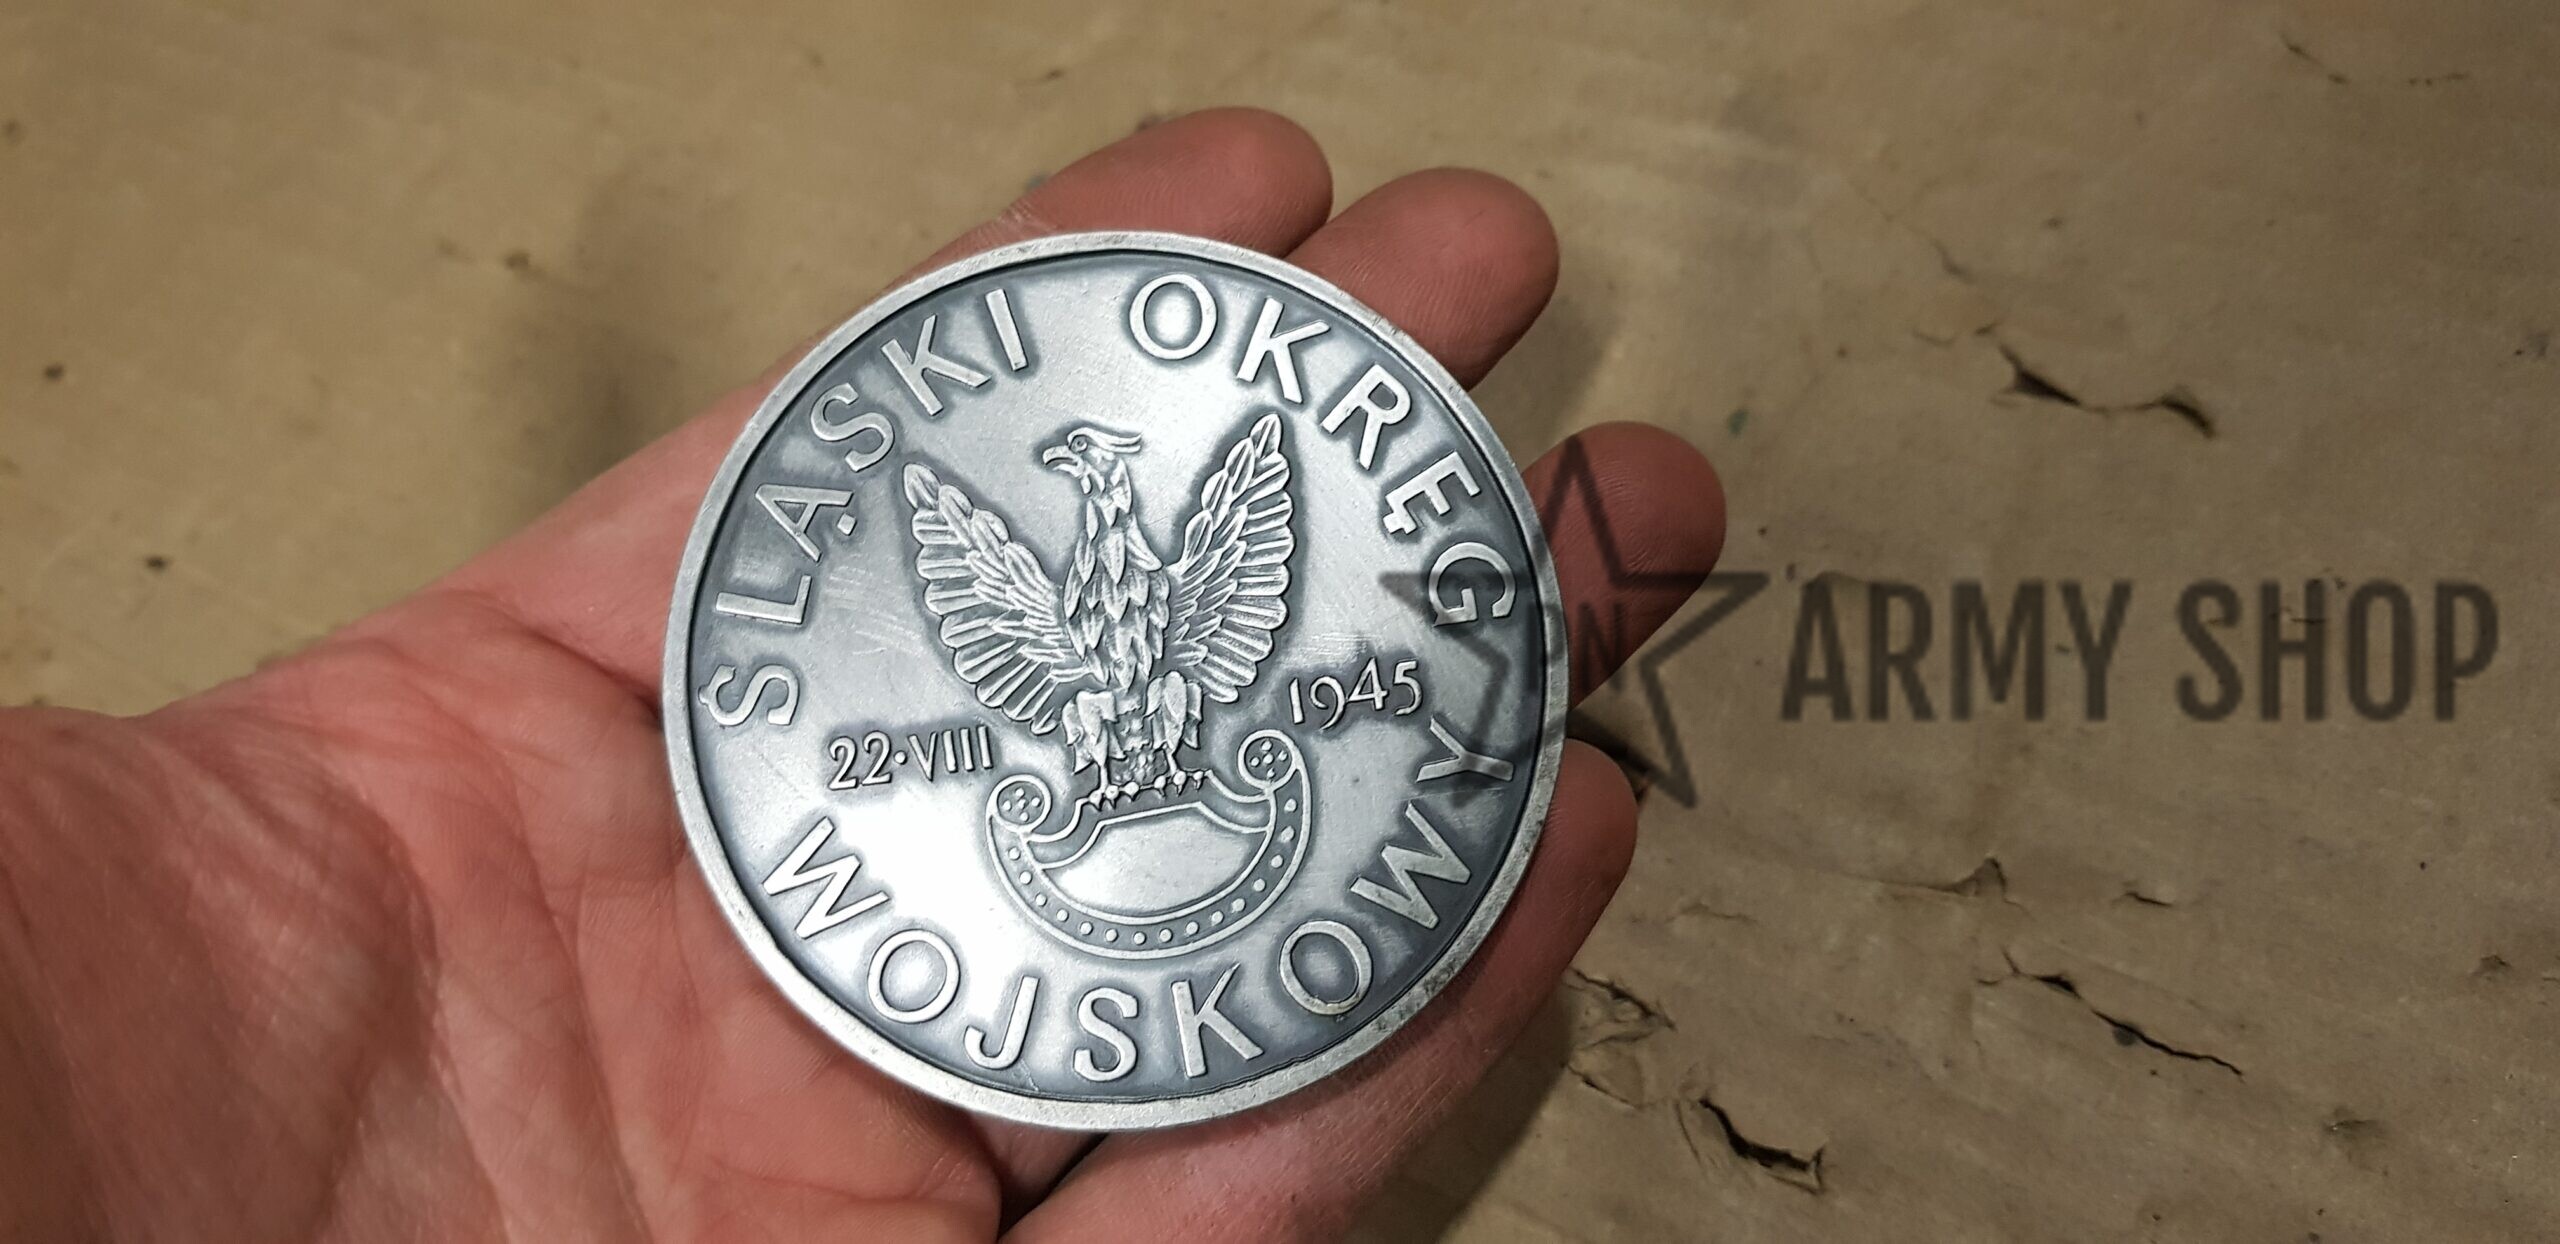 ŚLĄSKI OKRĘG
WOJSKOWY
22·VIII 1945
ARMY SHOP